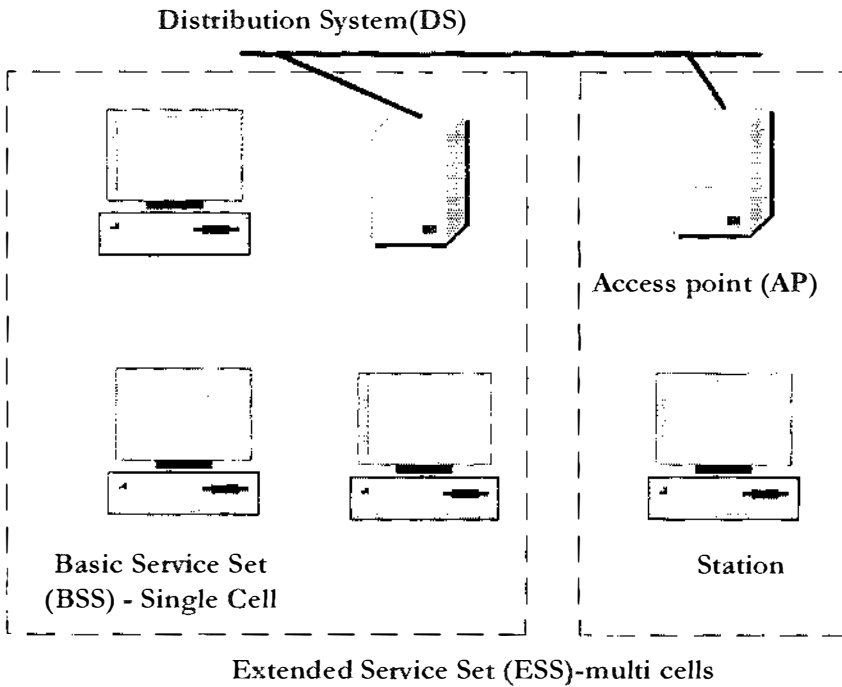 Distribution System(DS)
Access point (AP)
Basic Service Set
(BSS) - Single Cell
Station
Extended Service Set (ESS)-multi cells